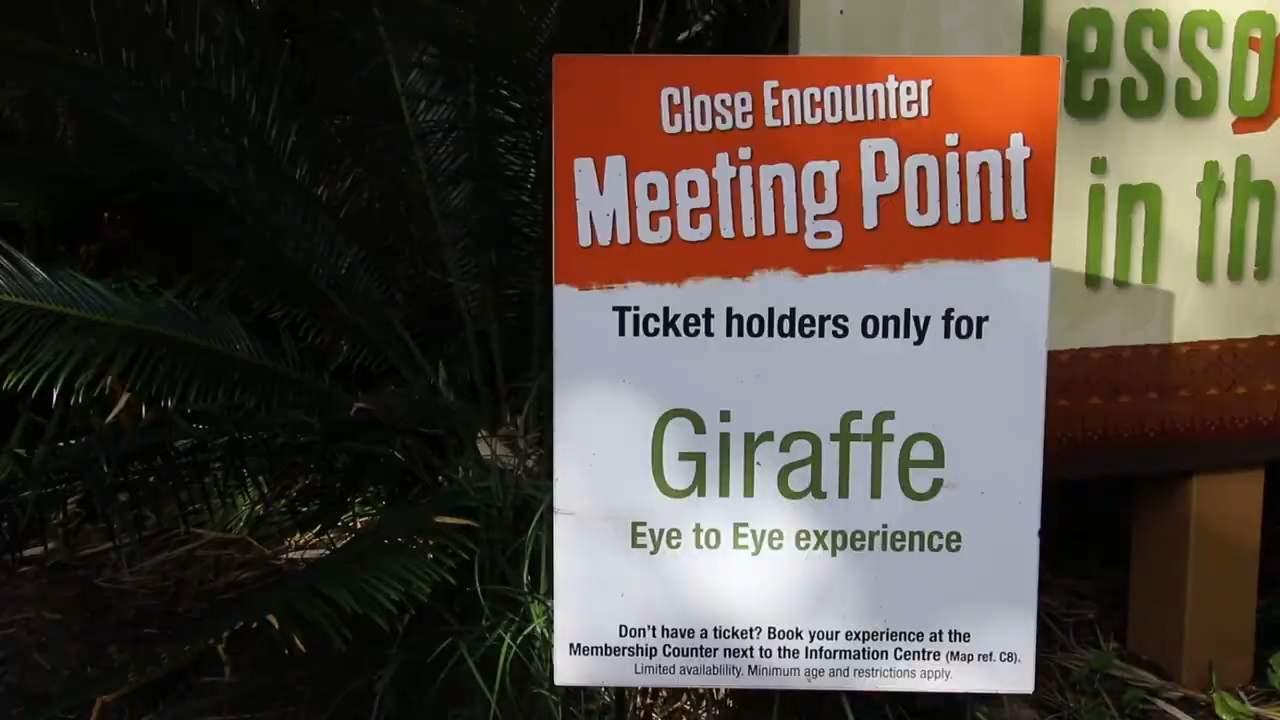 Close Encounter
Meeting Point
Ticket holders only for
Giraffe
Eye to Eye experience
Don't have a ticket? Book your experience at the
Membership Counter next to the Information Centre (Map ref. C8).
Limited availablility. Minimum age and restrictions apply.
in th